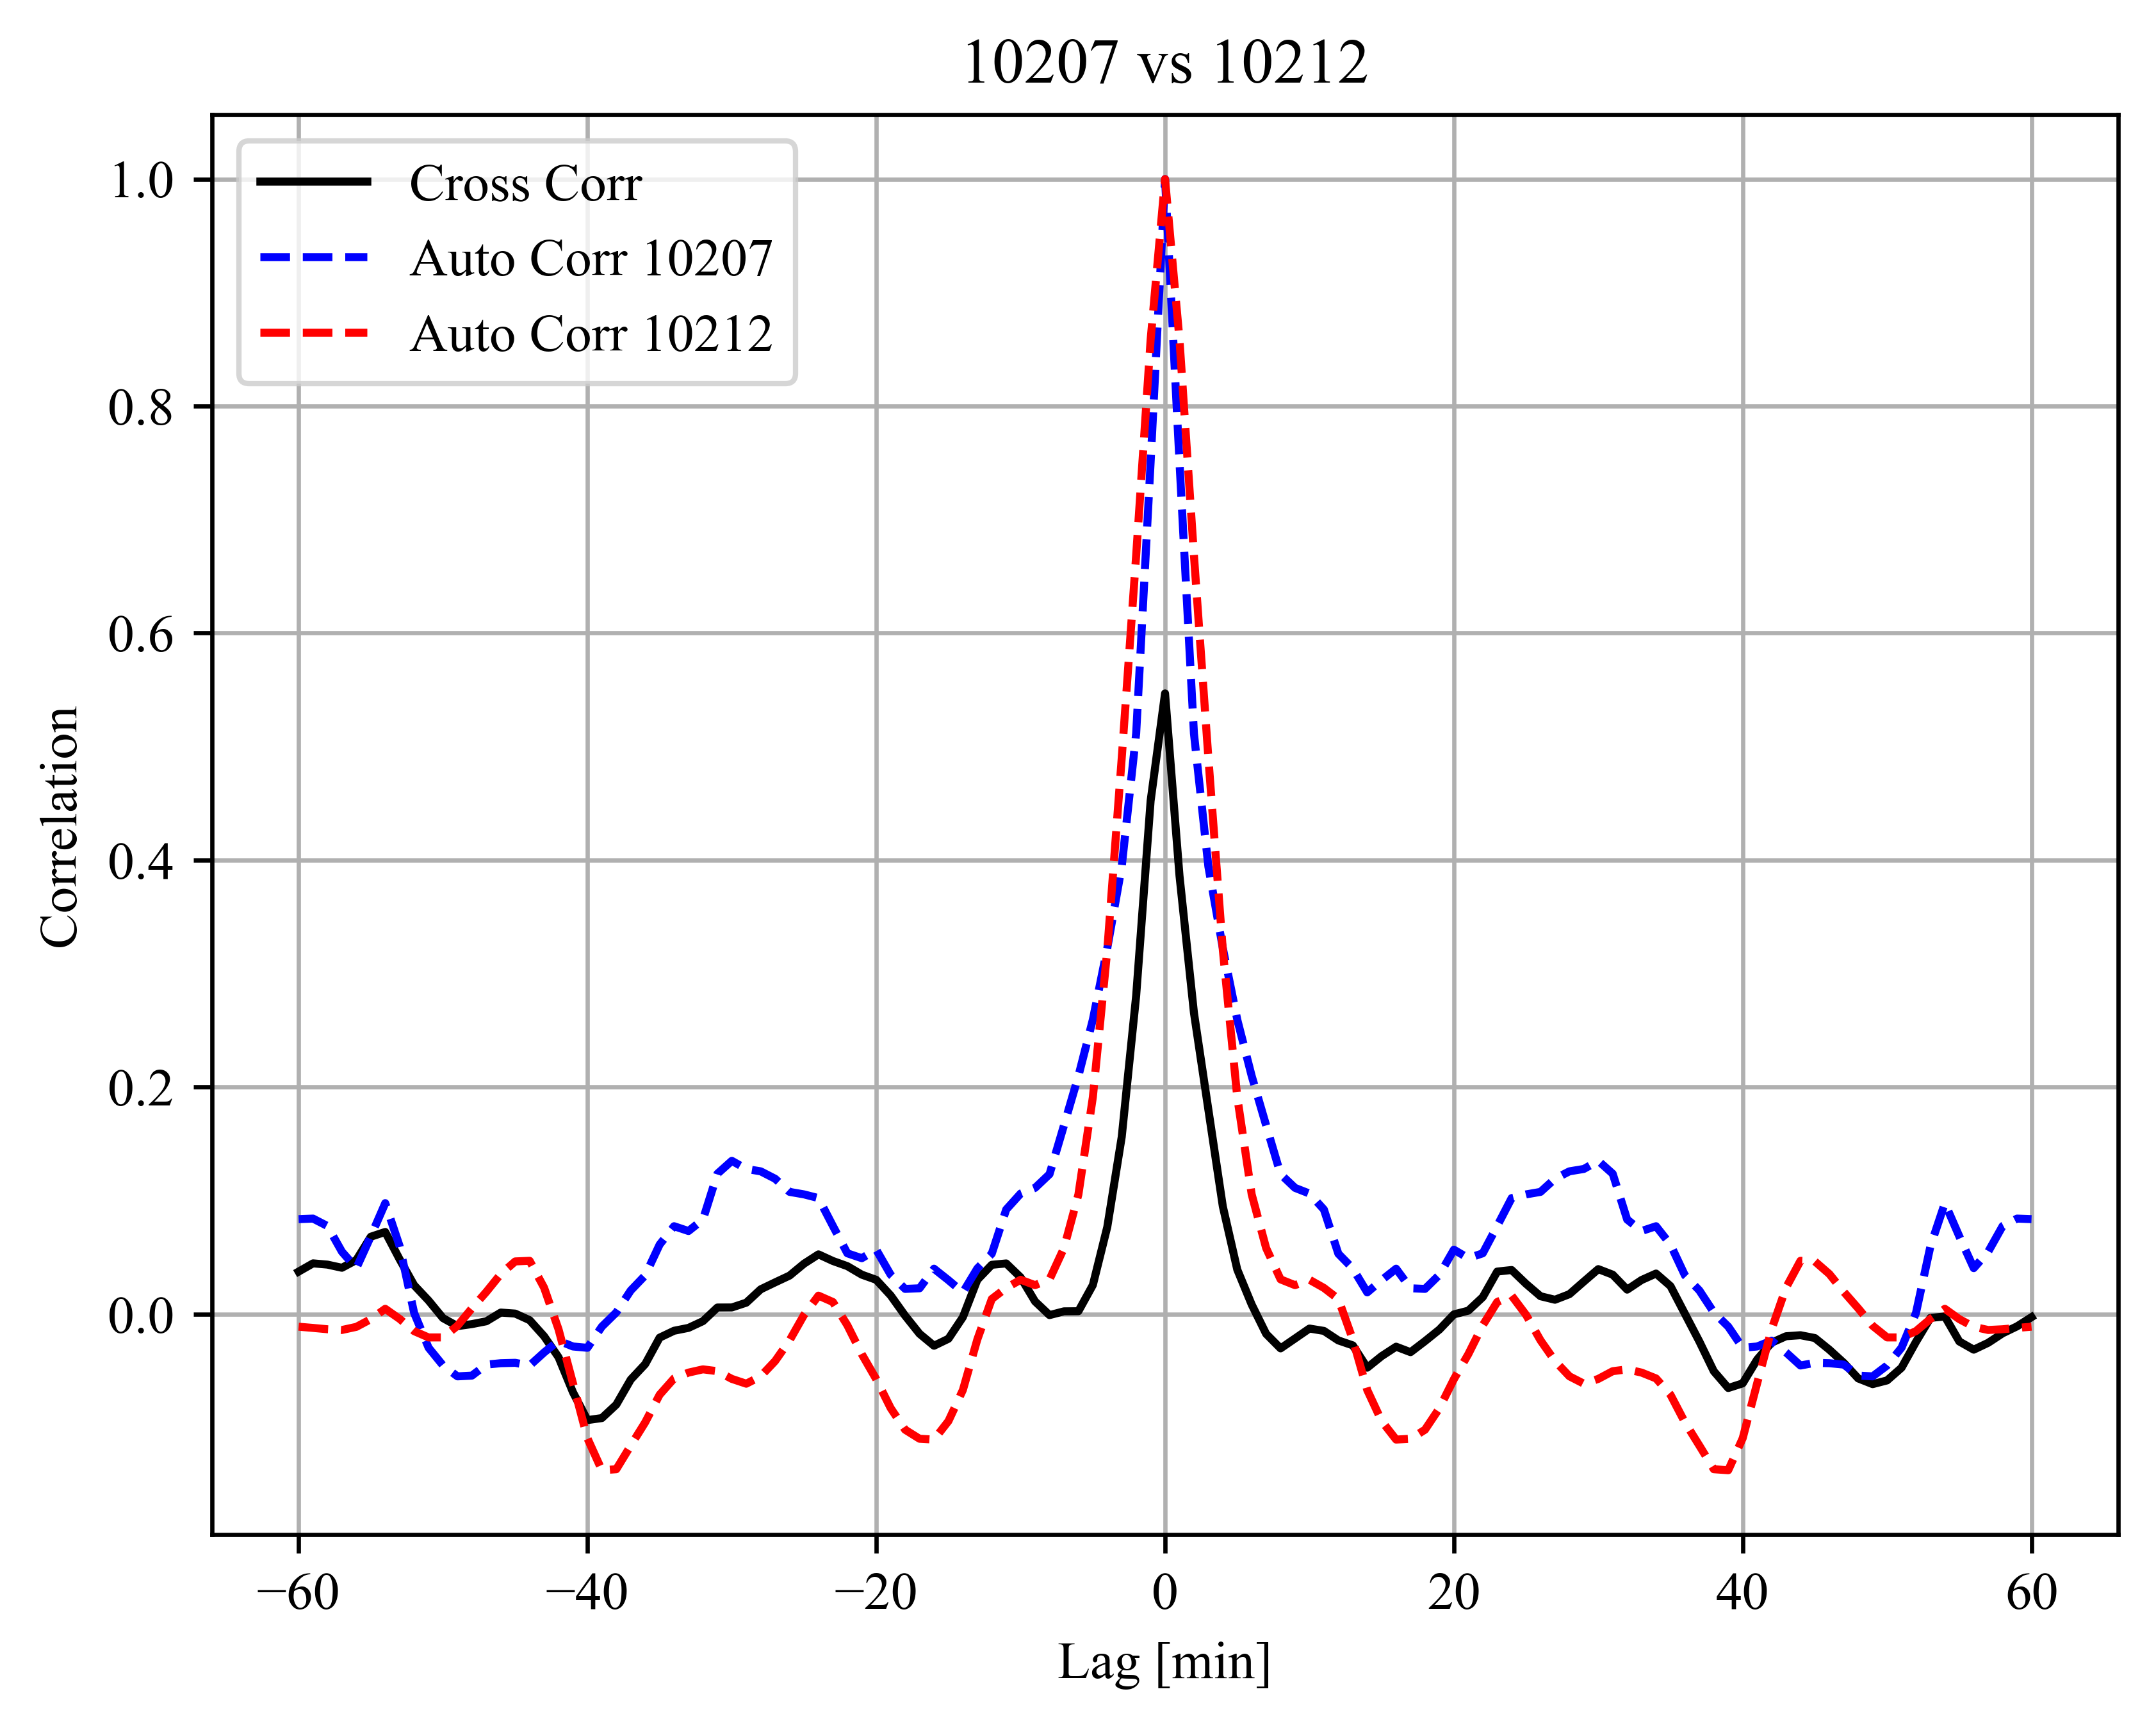 10207 vs 10212
Cross Corr
Auto Corr 10207
Auto Corr 10212
1.0
0.8
0.6
0.4
0.2
0.0
Correlation
−60
−40
−20
0
20
40
60
Lag [min]